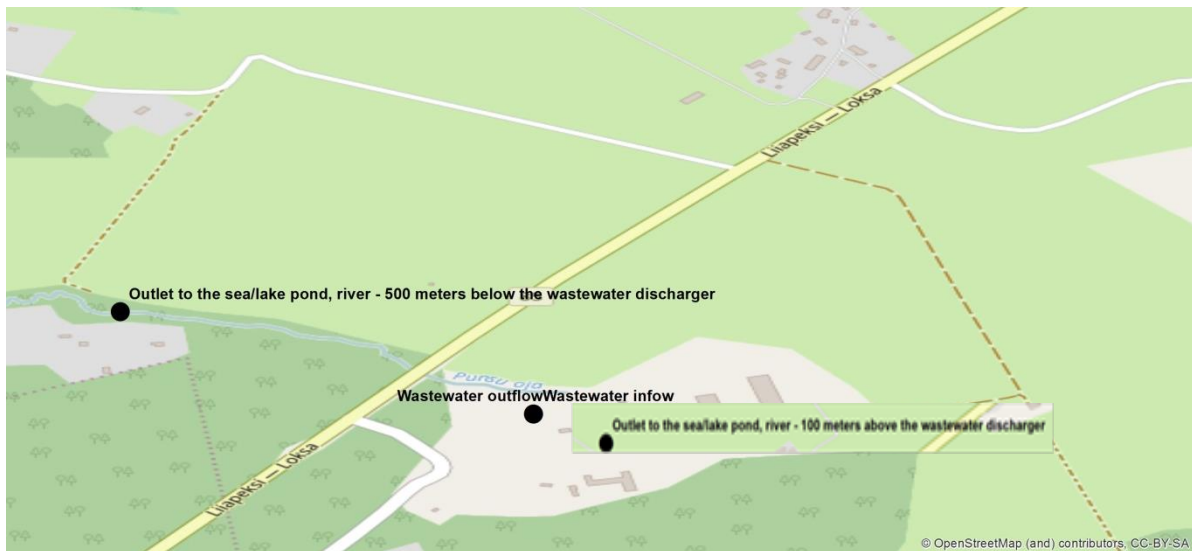 Liiapeksi — Loksa
Outlet to the sea/lake pond, river - 500 meters below the wastewater discharger
Pungu oja
Wastewater outflowWastewater infow
Outlet to the sea/lake pond, river - 100 meters above the wastewater discharger
Liiapeksi — Loksa
© OpenStreetMap (and) contributors, CC-BY-SA